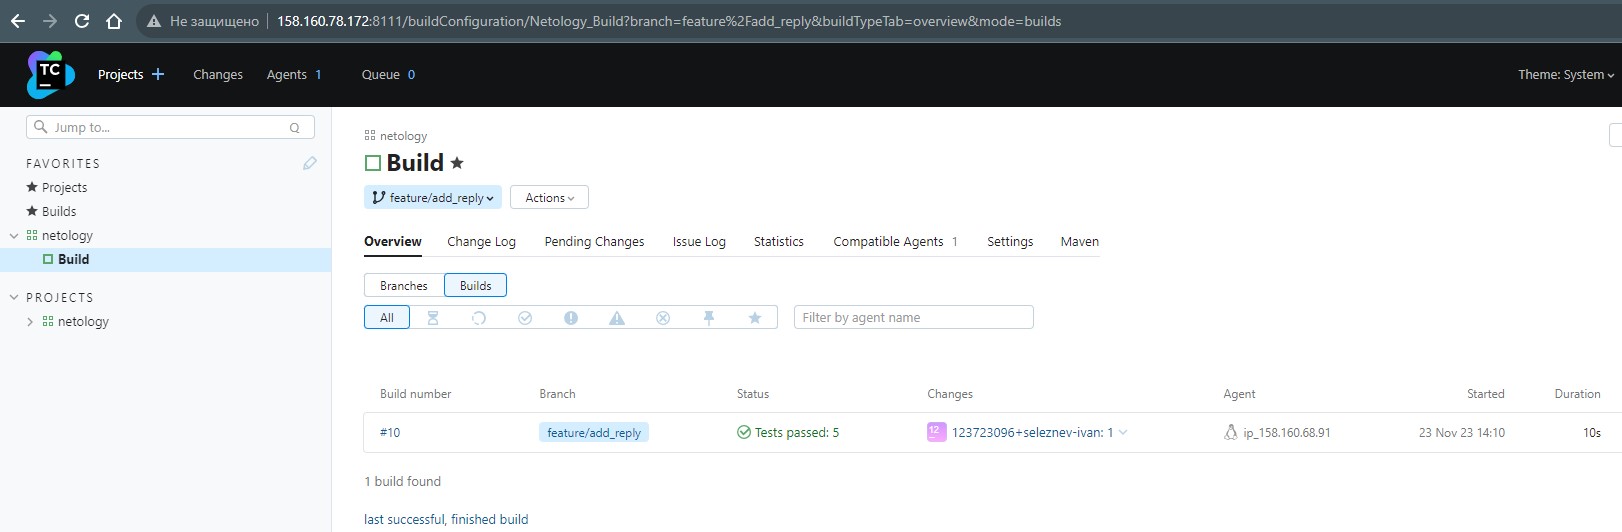 Не защищено 158.160.78.172:8111/buildConfiguration/Netology_Build?branch=feature%2Fadd_reply&buildTypeTab=overview&mode=builds
TC Projects Changes Agents 1 Queue 0 Theme: System
Jump to... Q
FAVORITES
Projects
Builds
netology
Build
PROJECTS
netology
netology
Build
feature/add_reply Actions
Overview Change Log Pending Changes Issue Log Statistics Compatible Agents 1 Settings Maven
Branches Builds
All Filter by agent name
Build number Branch Status Changes Agent Started Duration
#10 feature/add_reply Tests passed: 5 12 123723096+seleznev-ivan: 1 ip_158.160.68.91 23 Nov 23 14:10 10s
1 build found
last successful, finished build